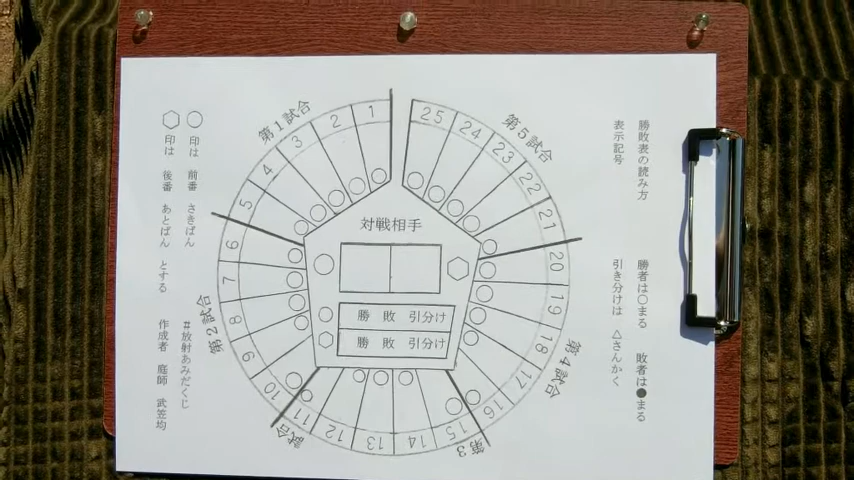 勝敗表の読み方
表示記号
勝者は○まる 敗者は●まる
引き分けは △さんかく
○印は 前番 さきばん
⬡印は 後番 あとばん とする
#放射あみだくじ
作成者 庭師 武笠均
第1試合
1
2
3
4
5
第2試合
6
7
8
9
10
第3試合
11
12
13
14
15
第4試合
16
17
18
19
20
第5試合
21
22
23
24
25
対戦相手
勝 敗 引分け
勝 敗 引分け